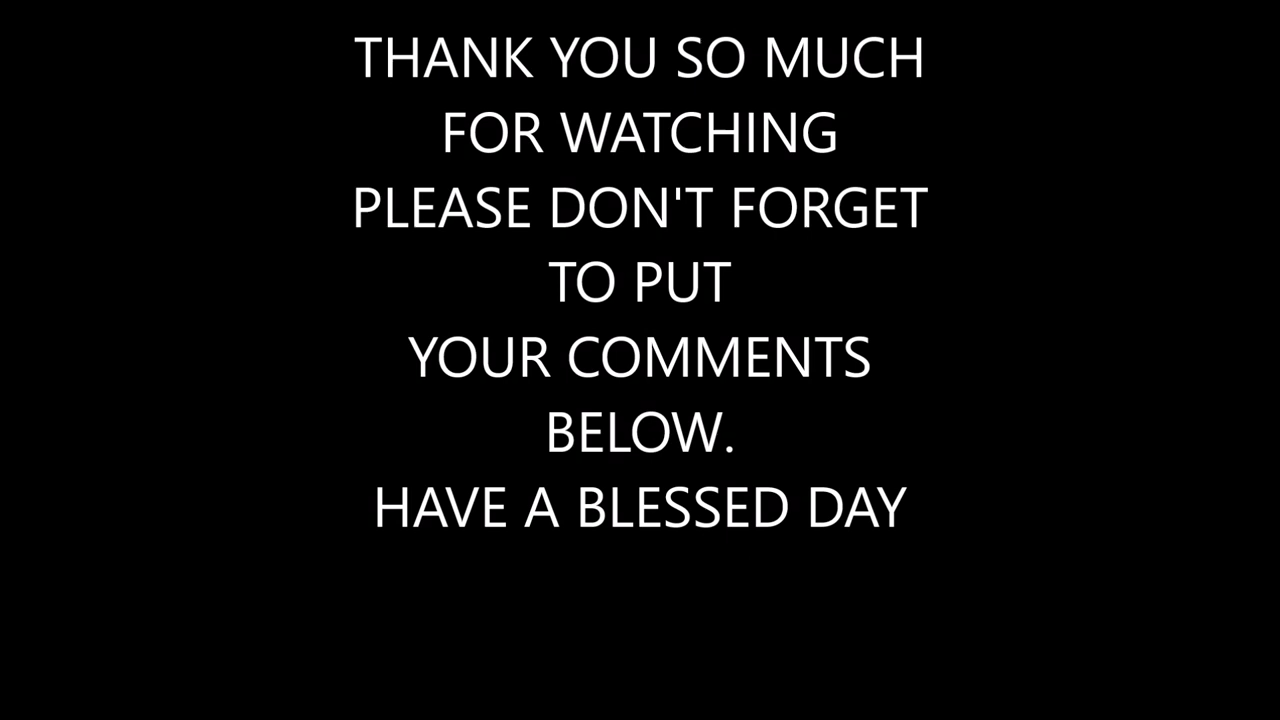 THANK YOU SO MUCH
FOR WATCHING
PLEASE DON'T FORGET
TO PUT
YOUR COMMENTS
BELOW.
HAVE A BLESSED DAY